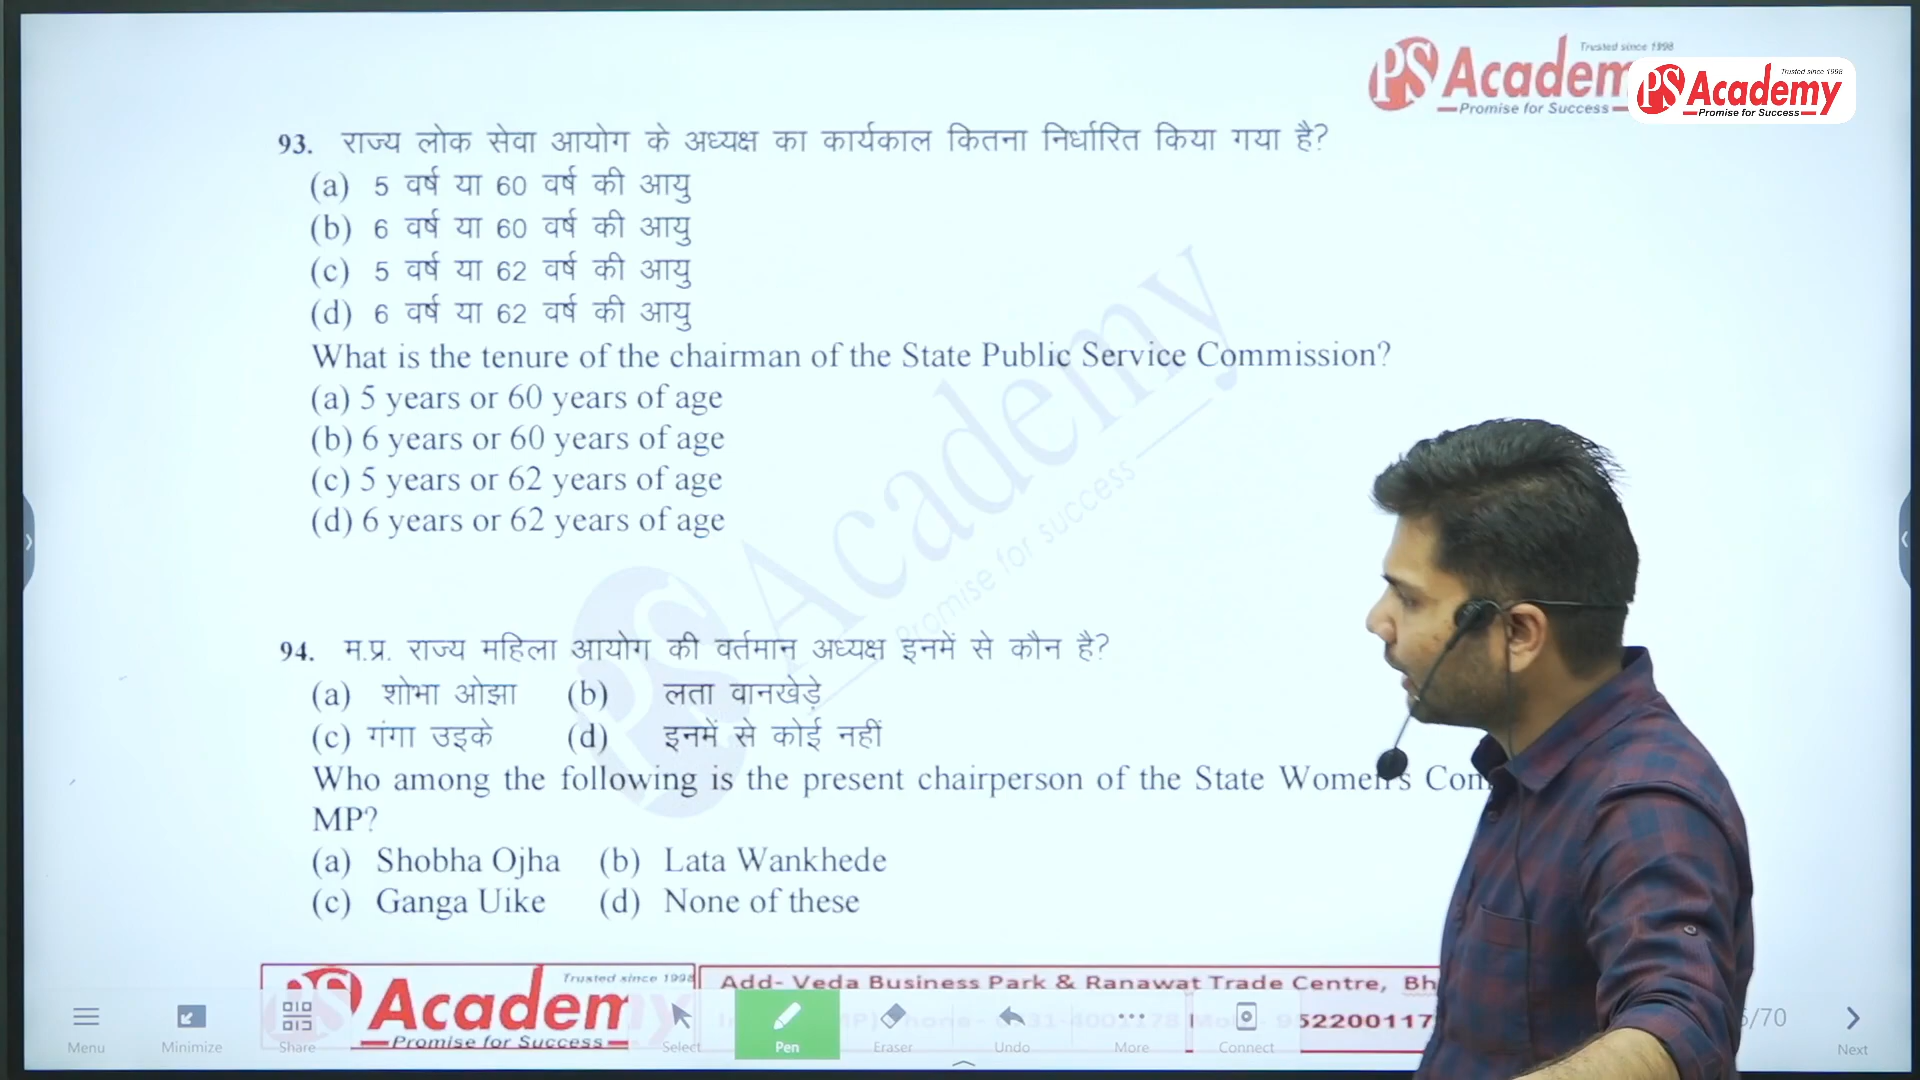 Trusted since 1998
PS Academ
Promise for Success
Trusted since 1998
PS Academy
Promise for Success
93. राज्य लोक सेवा आयोग के अध्यक्ष का कार्यकाल कितना निर्धारित किया गया है?
(a) 5 वर्ष या 60 वर्ष की आयु
(b) 6 वर्ष या 60 वर्ष की आयु
(c) 5 वर्ष या 62 वर्ष की आयु
(d) 6 वर्ष या 62 वर्ष की आयु
What is the tenure of the chairman of the State Public Service Commission?
(a) 5 years or 60 years of age
(b) 6 years or 60 years of age
(c) 5 years or 62 years of age
(d) 6 years or 62 years of age
PS Academy
Promise for success
94. म.प्र. राज्य महिला आयोग की वर्तमान अध्यक्ष इनमें से कौन है?
(a) शोभा ओझा (b) लता वानखेड़े
(c) गंगा उइके (d) इनमें से कोई नहीं
Who among the following is the present chairperson of the State Women's Com
MP?
(a) Shobha Ojha (b) Lata Wankhede
(c) Ganga Uike (d) None of these
Trusted since 1998
PS Academy
Promise for Success
Add- Veda Business Park & Ranawat Trade Centre, Bh
52200117
/70
Menu Minimize Share Select Pen Eraser Undo More Connect Next